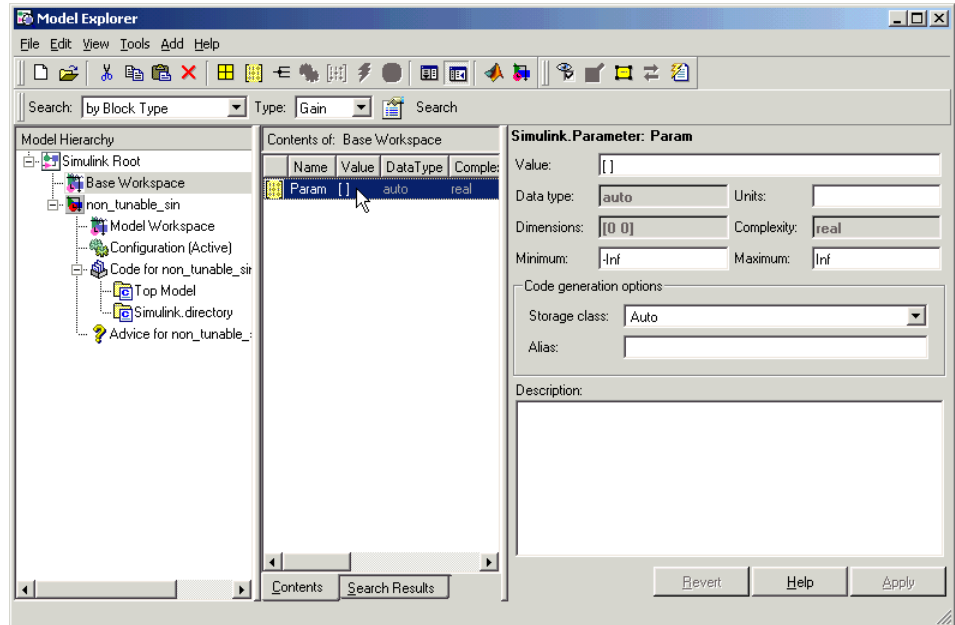 Model Explorer
File Edit View Tools Add Help
Search: by Block Type Type: Gain Search
Model Hierarchy
Simulink Root
Base Workspace
non_tunable_sin
Model Workspace
Configuration (Active)
Code for non_tunable_sin
Top Model
Simulink.directory
Advice for non_tunable_
Contents of: Base Workspace
Name Value DataType Complex
Param [ ] auto real
Contents Search Results
Simulink.Parameter: Param
Value: [ ]
Data type: auto Units:
Dimensions: [0 0] Complexity: real
Minimum: -Inf Maximum: Inf
Code generation options
Storage class: Auto
Alias:
Description:
Revert Help Apply